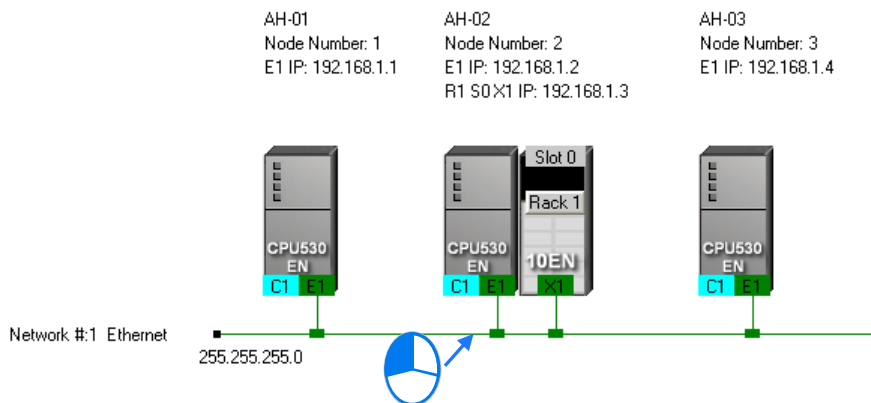 AH-01
Node Number: 1
E1 IP: 192.168.1.1
AH-02
Node Number: 2
E1 IP: 192.168.1.2
R1 S0 X1 IP: 192.168.1.3
AH-03
Node Number: 3
E1 IP: 192.168.1.4
CPU530
EN
C1 E1
CPU530
EN
C1 E1
Slot 0
Rack 1
10EN
X1
CPU530
EN
C1 E1
Network #:1 Ethernet
255.255.255.0